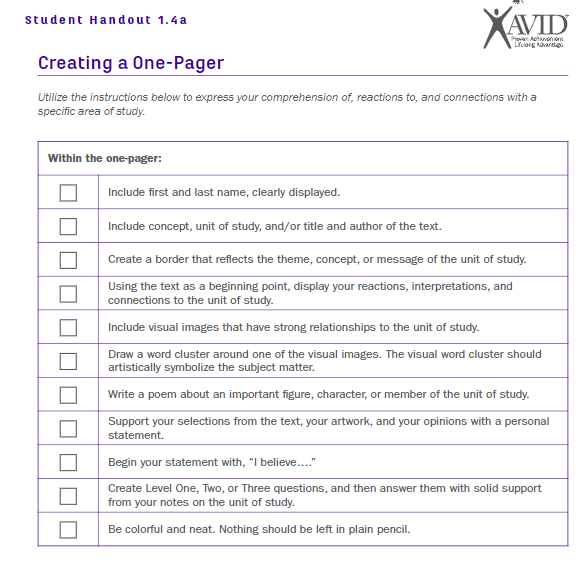 Student Handout 1.4a
AVID
Proven Achievement.
Lifelong Advantage.
Creating a One-Pager
Utilize the instructions below to express your comprehension of, reactions to, and connections with a
specific area of study.
Within the one-pager:
Include first and last name, clearly displayed.
Include concept, unit of study, and/or title and author of the text.
Create a border that reflects the theme, concept, or message of the unit of study.
Using the text as a beginning point, display your reactions, interpretations, and
connections to the unit of study.
Include visual images that have strong relationships to the unit of study.
Draw a word cluster around one of the visual images. The visual word cluster should
artistically symbolize the subject matter.
Write a poem about an important figure, character, or member of the unit of study.
Support your selections from the text, your artwork, and your opinions with a personal
statement.
Begin your statement with, “I believe….”
Create Level One, Two, or Three questions, and then answer them with solid support
from your notes on the unit of study.
Be colorful and neat. Nothing should be left in plain pencil.